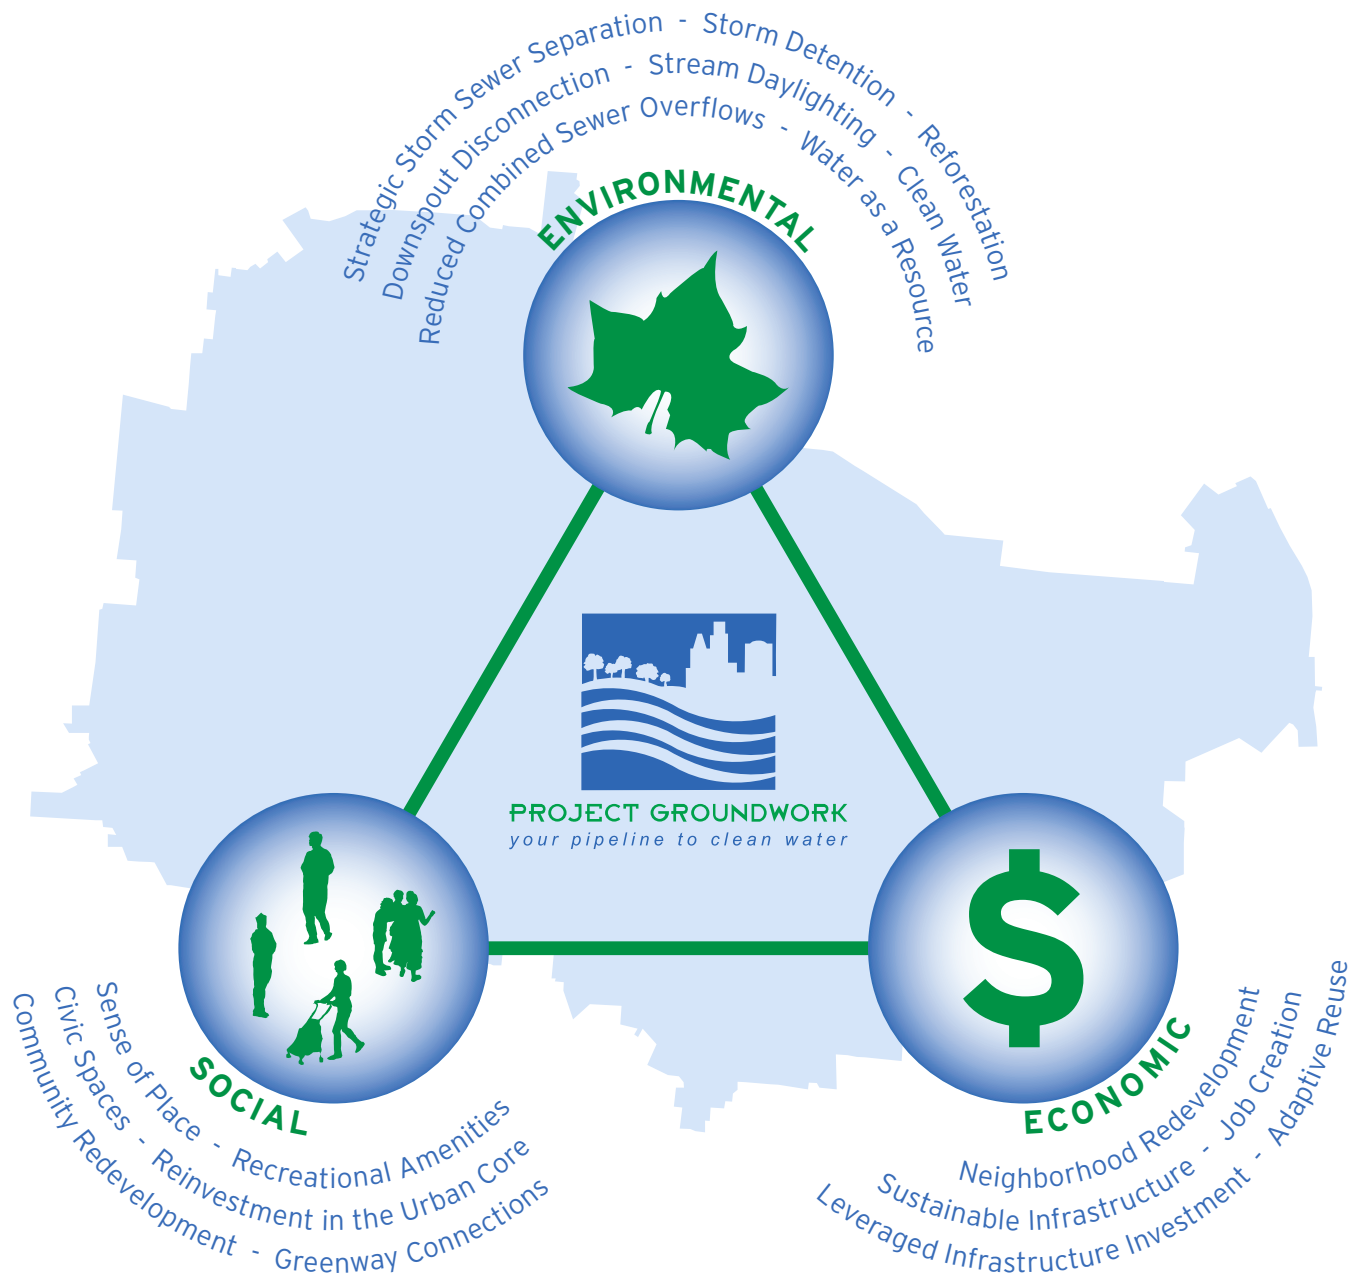 Strategic Storm Sewer Separation - Storm Detention - Reforestation
Downspout Disconnection - Stream Daylighting - Clean Water
Reduced Combined Sewer Overflows - Water as a Resource
ENVIRONMENTAL
PROJECT GROUNDWORK
your pipeline to clean water
SOCIAL
Sense of Place - Recreational Amenities
Civic Spaces - Reinvestment in the Urban Core
Community Redevelopment - Greenway Connections
ECONOMIC
Neighborhood Redevelopment
Sustainable Infrastructure - Job Creation
Leveraged Infrastructure Investment - Adaptive Reuse